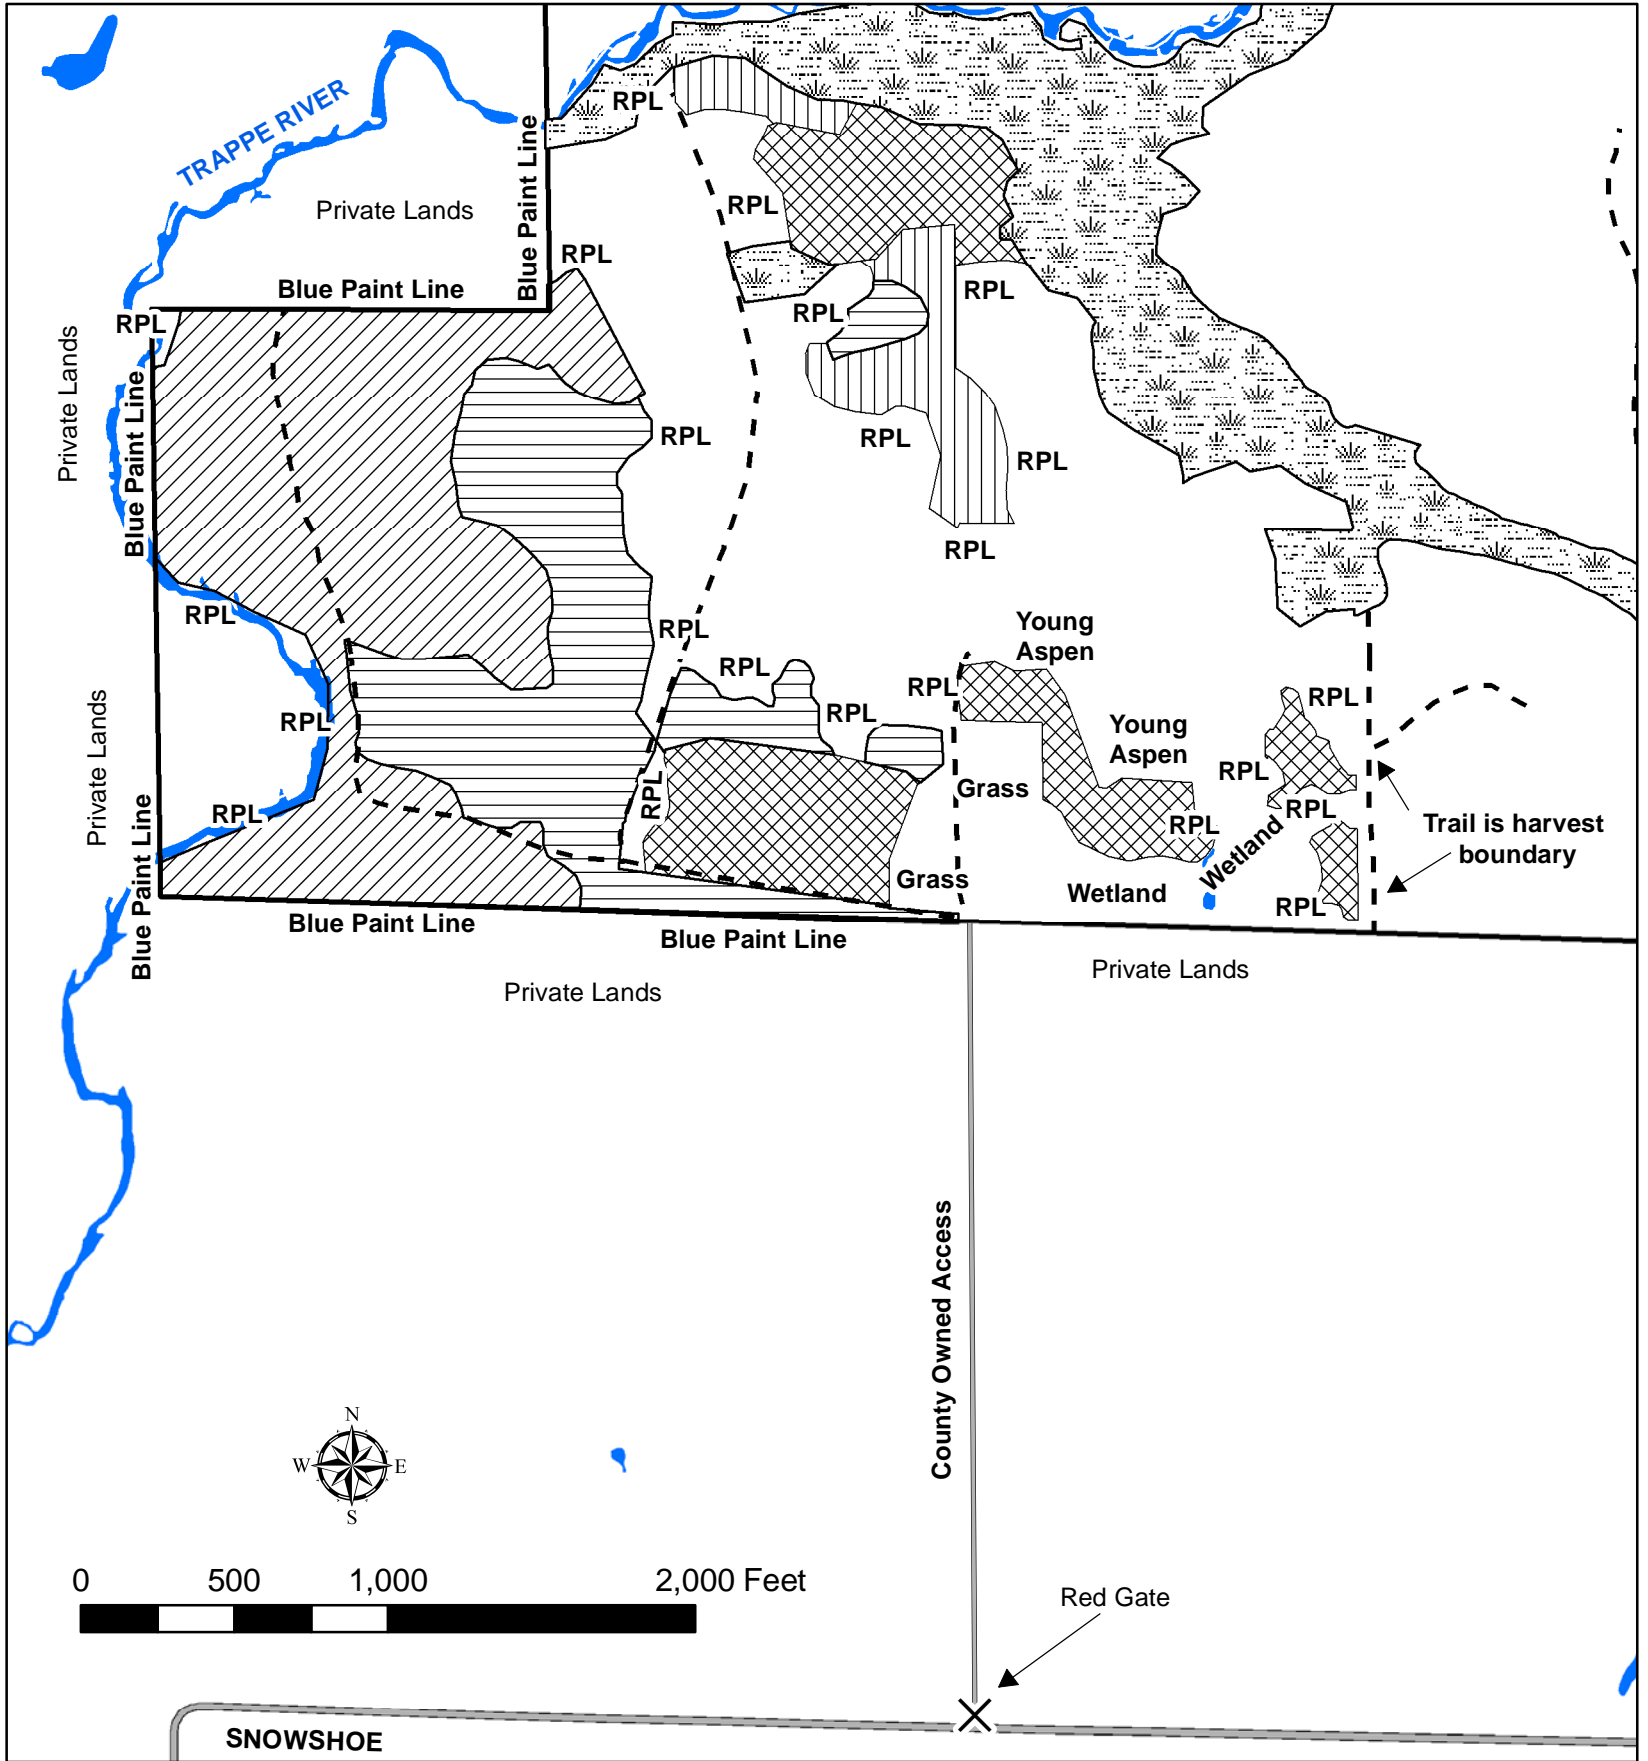 RPL
TRAPPE RIVER
Blue Paint Line
Private Lands
RPL
RPL
Blue Paint Line
RPL
RPL
RPL
Private Lands
Blue Paint Line
RPL
RPL
RPL
RPL
RPL
Young
Aspen
RPL
RPL
RPL
RPL
RPL
Private Lands
RPL
RPL
Young
Aspen
RPL
RPL
Grass
RPL
RPL
RPL
Wetland
Trail is harvest
boundary
Blue Paint Line
Grass
Wetland
RPL
Blue Paint Line
Blue Paint Line
Private Lands
Private Lands
County Owned Access
N
W
E
S
0
500
1,000
2,000 Feet
Red Gate
SNOWSHOE